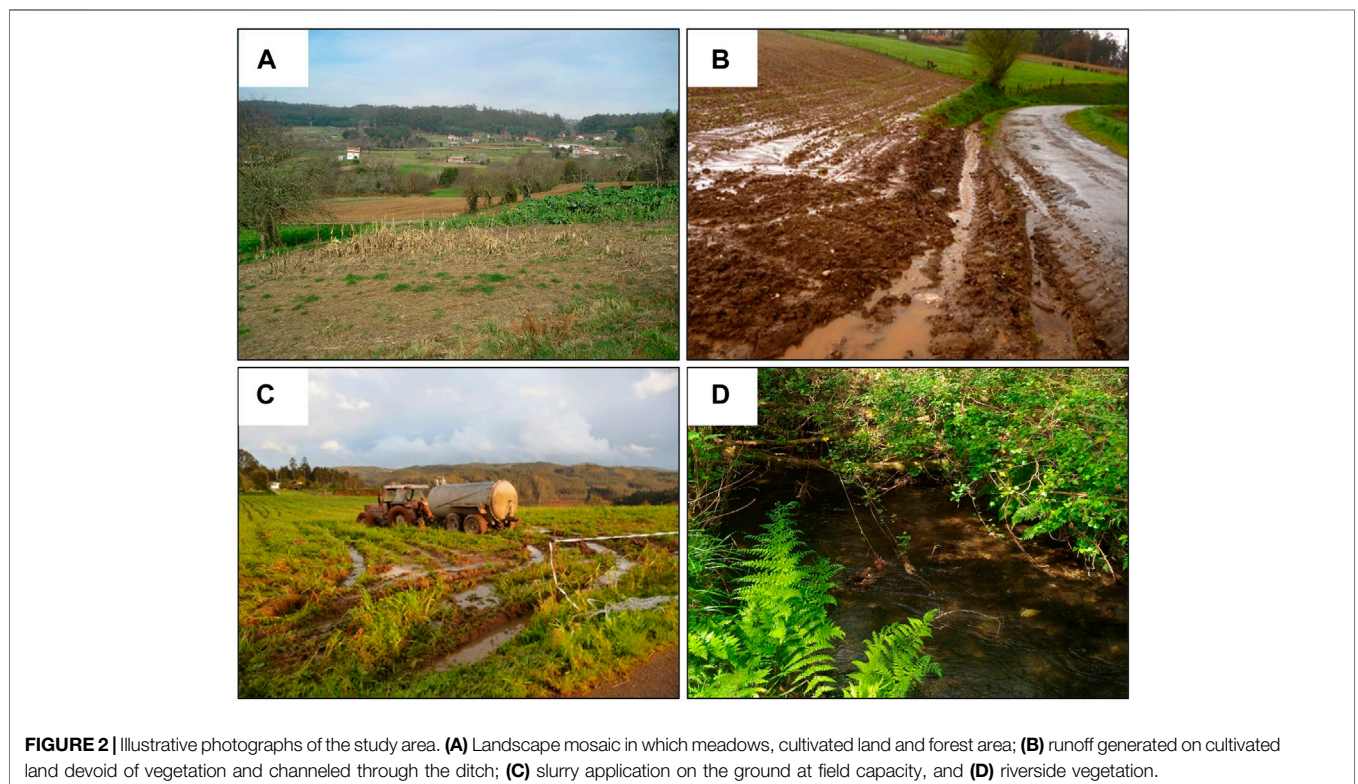 A
B
C
D
FIGURE 2 | Illustrative photographs of the study area. (A) Landscape mosaic in which meadows, cultivated land and forest area; (B) runoff generated on cultivated
land devoid of vegetation and channeled through the ditch; (C) slurry application on the ground at field capacity, and (D) riverside vegetation.